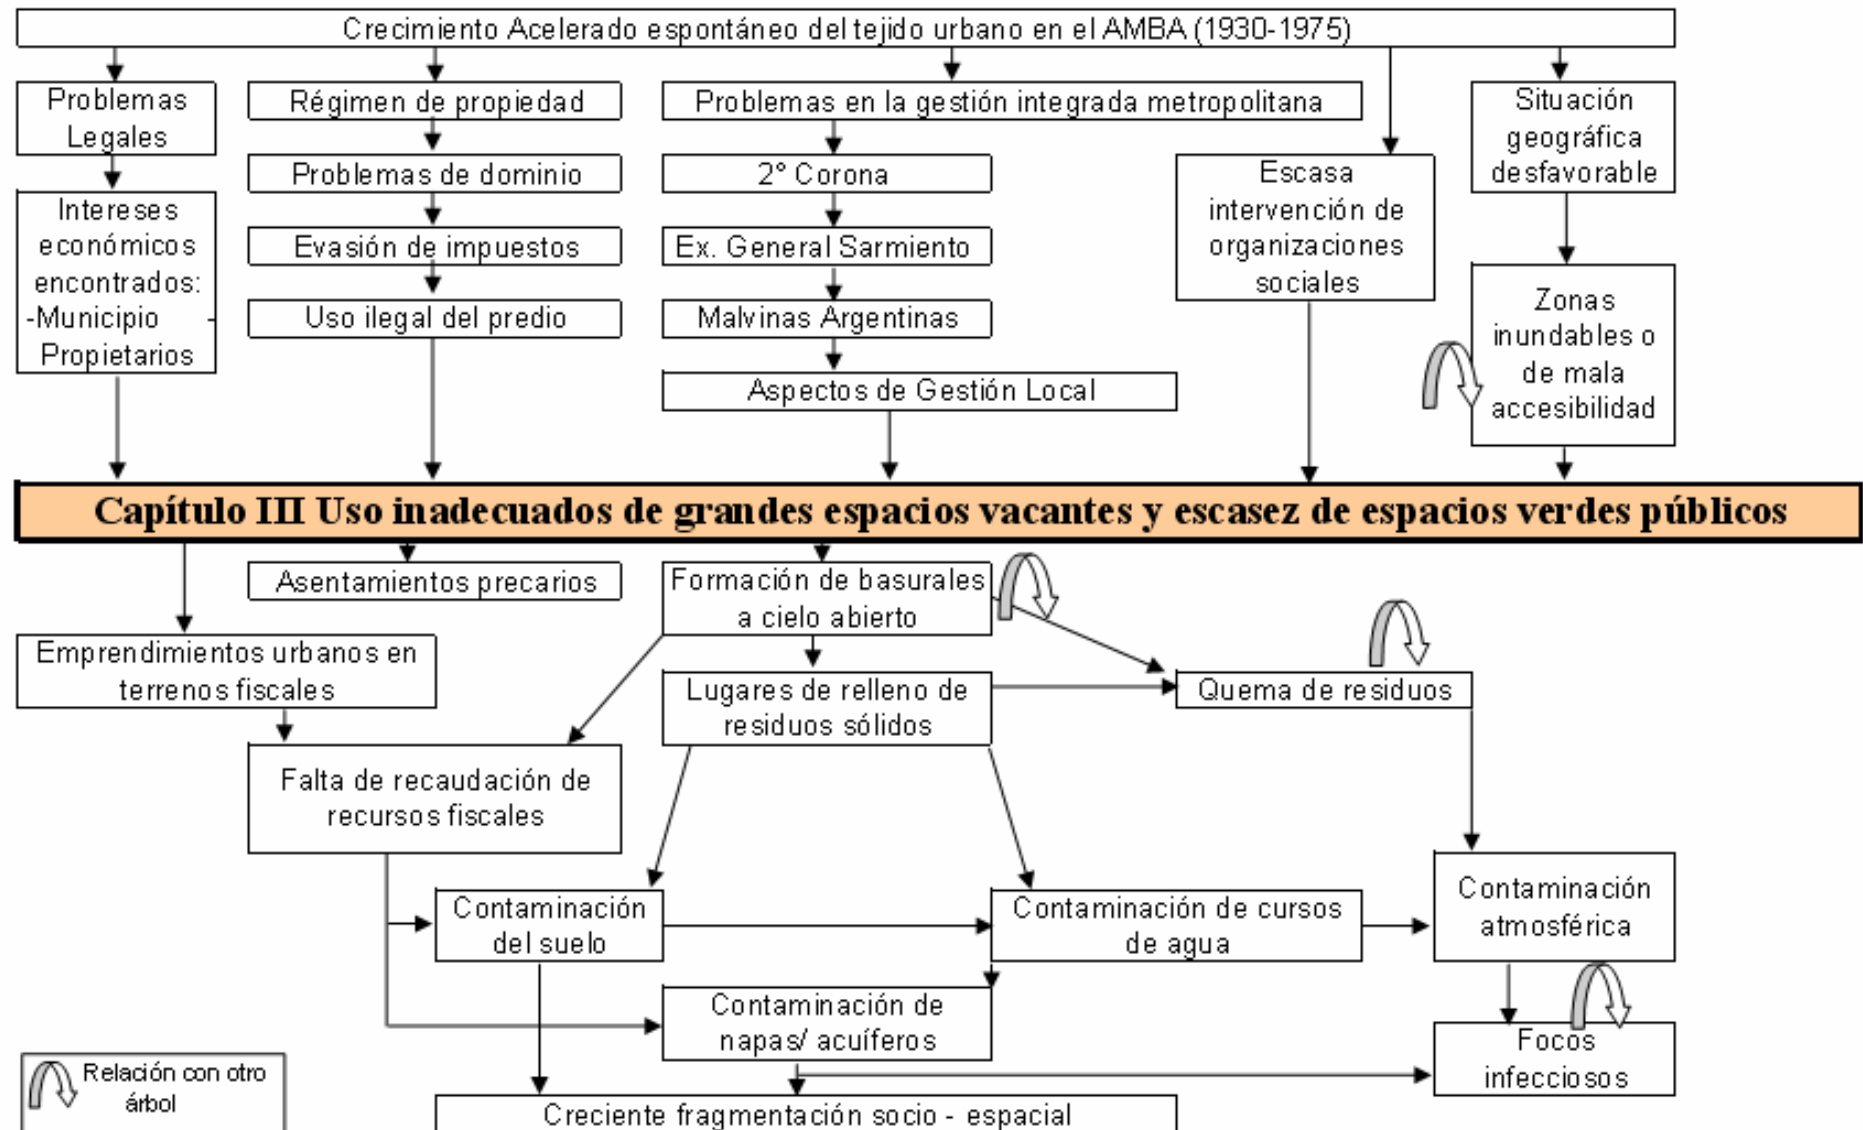 Crecimiento Acelerado espontáneo del tejido urbano en el AMBA (1930-1975)
Problemas
Legales
Régimen de propiedad
Problemas en la gestión integrada metropolitana
Situación
geográfica
desfavorable
Problemas de dominio
2° Corona
Escasa
intervención de
organizaciones
sociales
Intereses
económicos
encontrados:
-Municipio -
Propietarios
Evasión de impuestos
Ex. General Sarmiento
Zonas
inundables o
de mala
accesibilidad
Uso ilegal del predio
Malvinas Argentinas
Aspectos de Gestión Local
Capítulo III Uso inadecuados de grandes espacios vacantes y escasez de espacios verdes públicos
Asentamientos precarios
Formación de basurales
a cielo abierto
Emprendimientos urbanos en
terrenos fiscales
Lugares de relleno de
residuos sólidos
Quema de residuos
Falta de recaudación de
recursos fiscales
Contaminación
del suelo
Contaminación de cursos
de agua
Contaminación
atmosférica
Contaminación de
napas/ acuíferos
Focos
infecciosos
Relación con otro
árbol
Creciente fragmentación socio - espacial